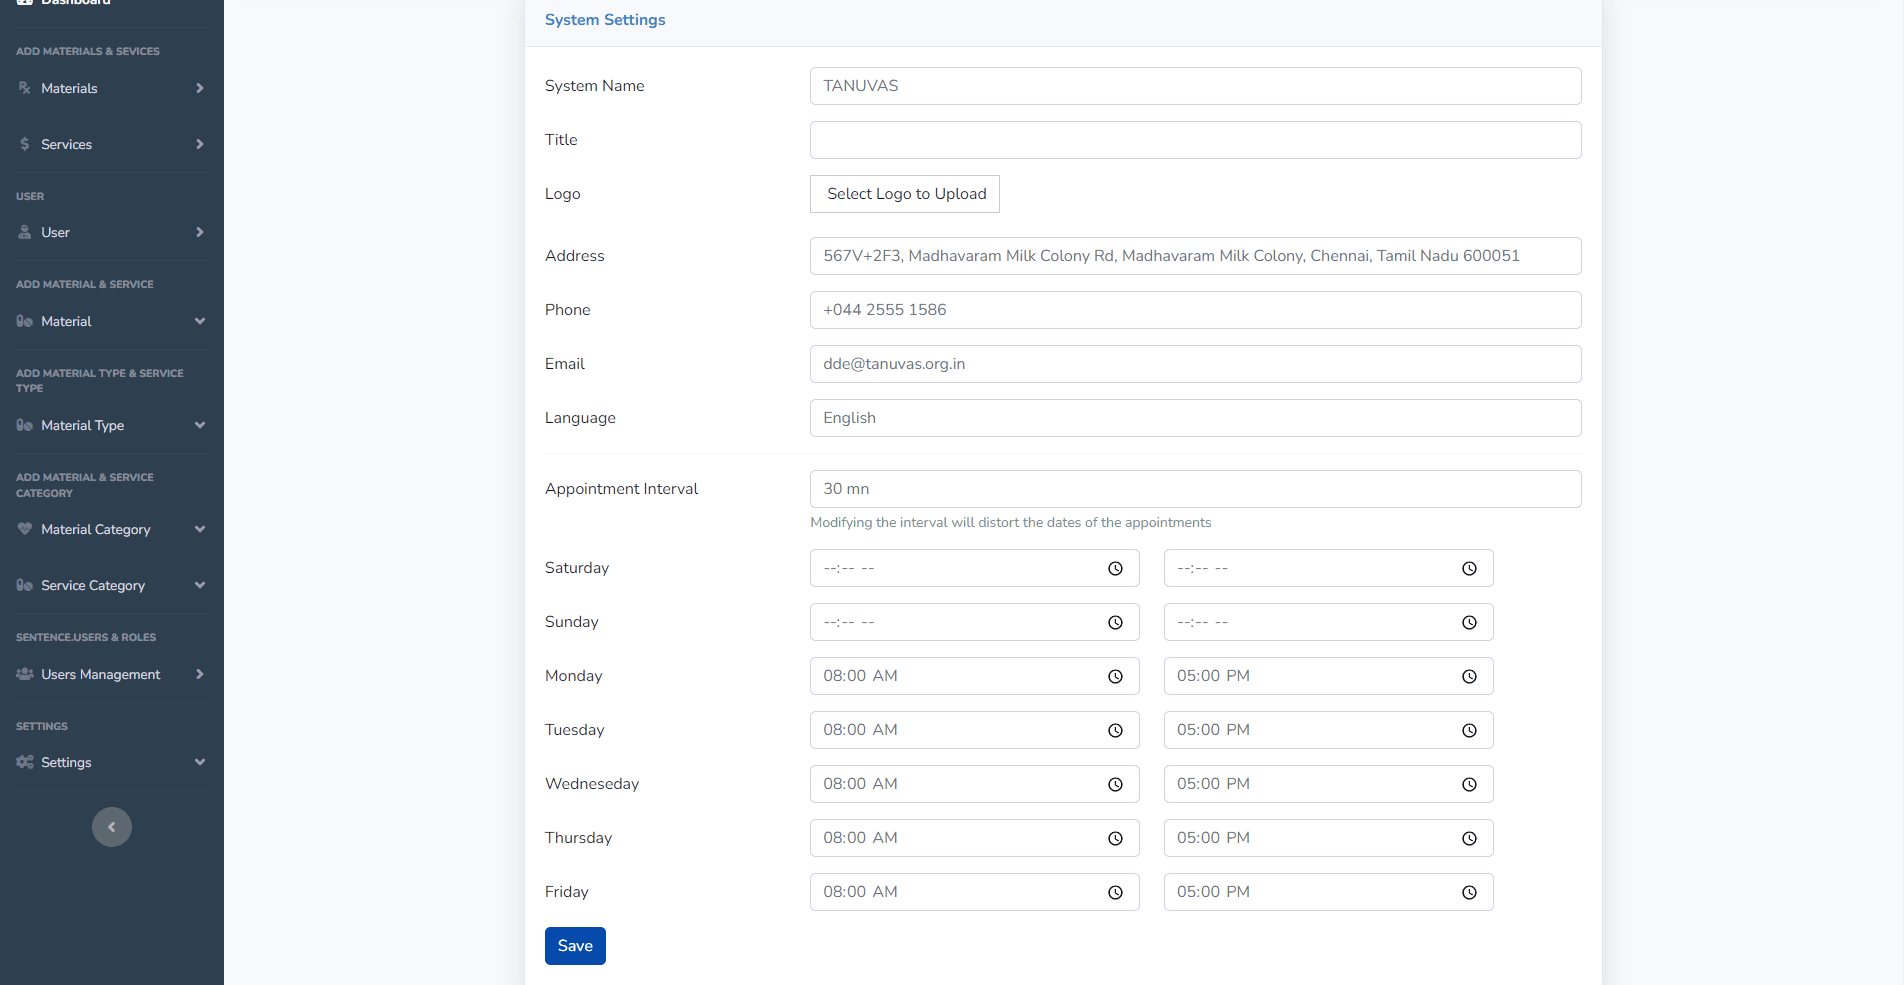 Dashboard
ADD MATERIALS & SEVICES
Materials
Services
USER
User
ADD MATERIAL & SERVICE
Material
ADD MATERIAL TYPE & SERVICE
TYPE
Material Type
ADD MATERIAL & SERVICE
CATEGORY
Material Category
Service Category
SENTENCE.USERS & ROLES
Users Management
SETTINGS
Settings
System Settings
System Name TANUVAS
Title
Logo Select Logo to Upload
Address 567V+2F3, Madhavaram Milk Colony Rd, Madhavaram Milk Colony, Chennai, Tamil Nadu 600051
Phone +044 2555 1586
Email dde@tanuvas.org.in
Language English
Appointment Interval 30 mn
Modifying the interval will distort the dates of the appointments
Saturday --:-- -- --:-- --
Sunday --:-- -- --:-- --
Monday 08:00 AM 05:00 PM
Tuesday 08:00 AM 05:00 PM
Wedneseday 08:00 AM 05:00 PM
Thursday 08:00 AM 05:00 PM
Friday 08:00 AM 05:00 PM
Save